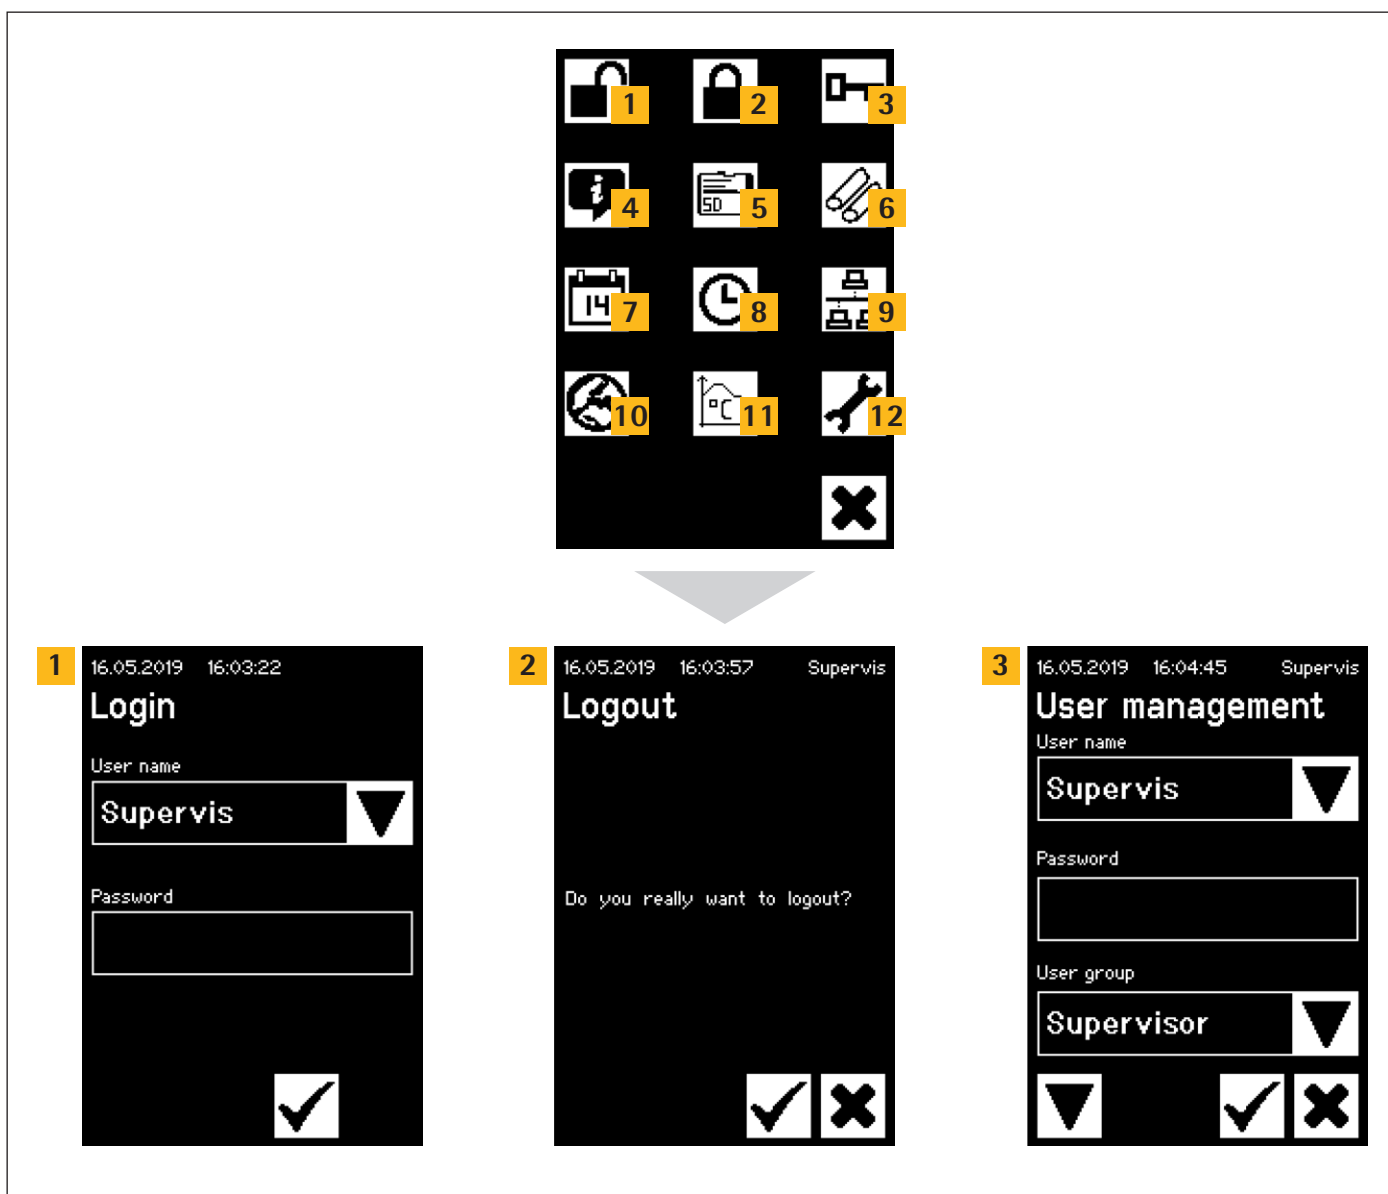 1 2 3
i
4 SD 5 6
14 7 8 9
10 °C 11 12
1 16.05.2019 16:03:22
Login
User name
Supervis
Password
2 16.05.2019 16:03:57 Supervis
Logout
Do you really want to logout?
3 16.05.2019 16:04:45 Supervis
User management
User name
Supervis
Password
User group
Supervisor